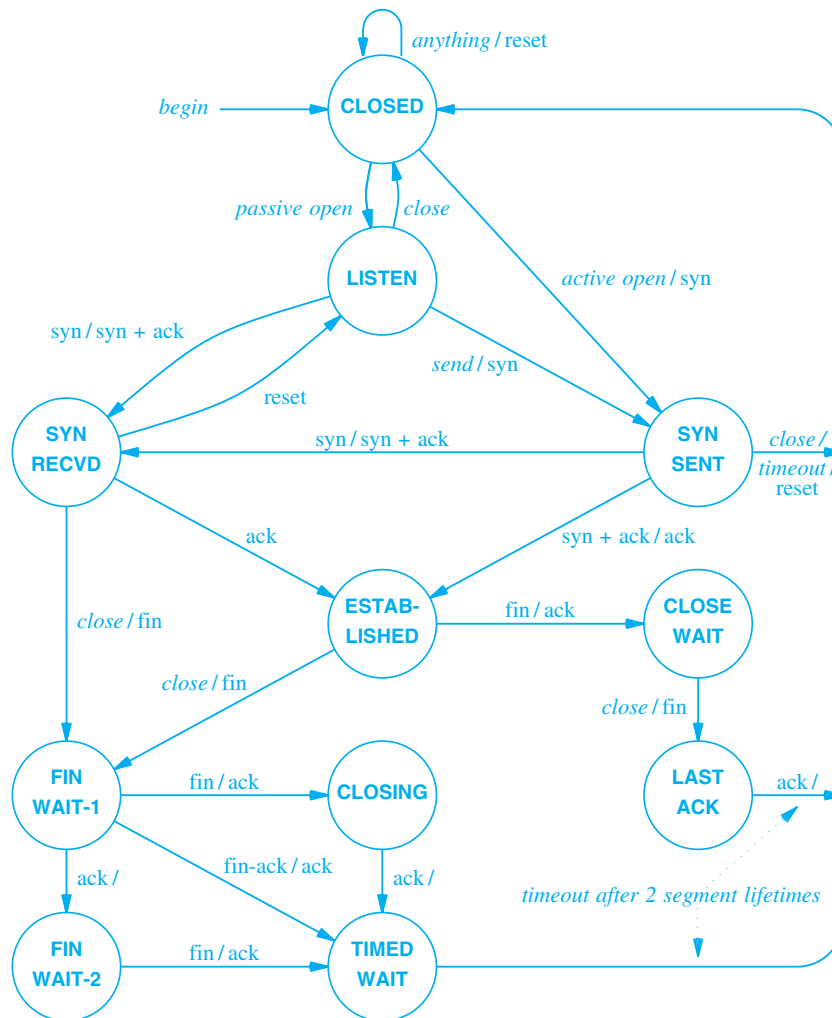 anything / reset
begin
CLOSED
passive open
close
LISTEN
active open / syn
syn / syn + ack
send / syn
reset
SYN
RECVD
syn / syn + ack
SYN
SENT
close /
timeout /
reset
ack
syn + ack / ack
ESTAB-
LISHED
fin / ack
CLOSE
WAIT
close / fin
close / fin
close / fin
FIN
WAIT-1
fin / ack
CLOSING
LAST
ACK
ack /
fin-ack / ack
ack /
ack /
timeout after 2 segment lifetimes
FIN
WAIT-2
fin / ack
TIMED
WAIT